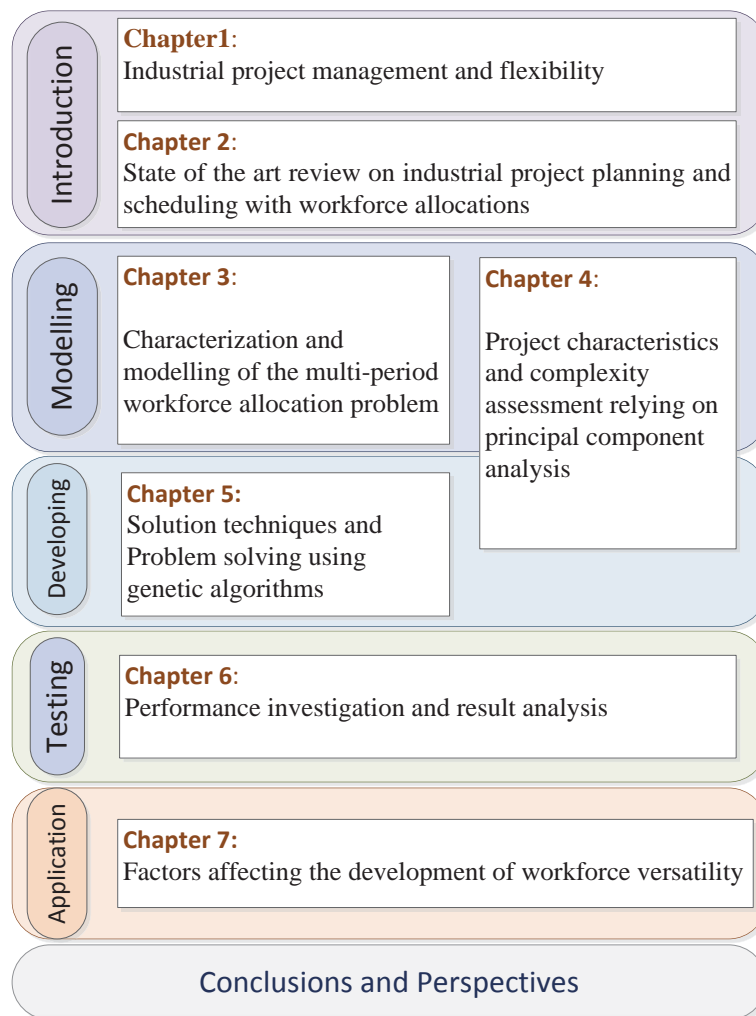 Introduction
Chapter1:
Industrial project management and flexibility
Chapter 2:
State of the art review on industrial project planning and
scheduling with workforce allocations
Modelling
Chapter 3:
Characterization and
modelling of the multi-period
workforce allocation problem
Chapter 4:
Project characteristics
and complexity
assessment relying on
principal component
analysis
Developing
Chapter 5:
Solution techniques and
Problem solving using
genetic algorithms
Testing
Chapter 6:
Performance investigation and result analysis
Application
Chapter 7:
Factors affecting the development of workforce versatility
Conclusions and Perspectives